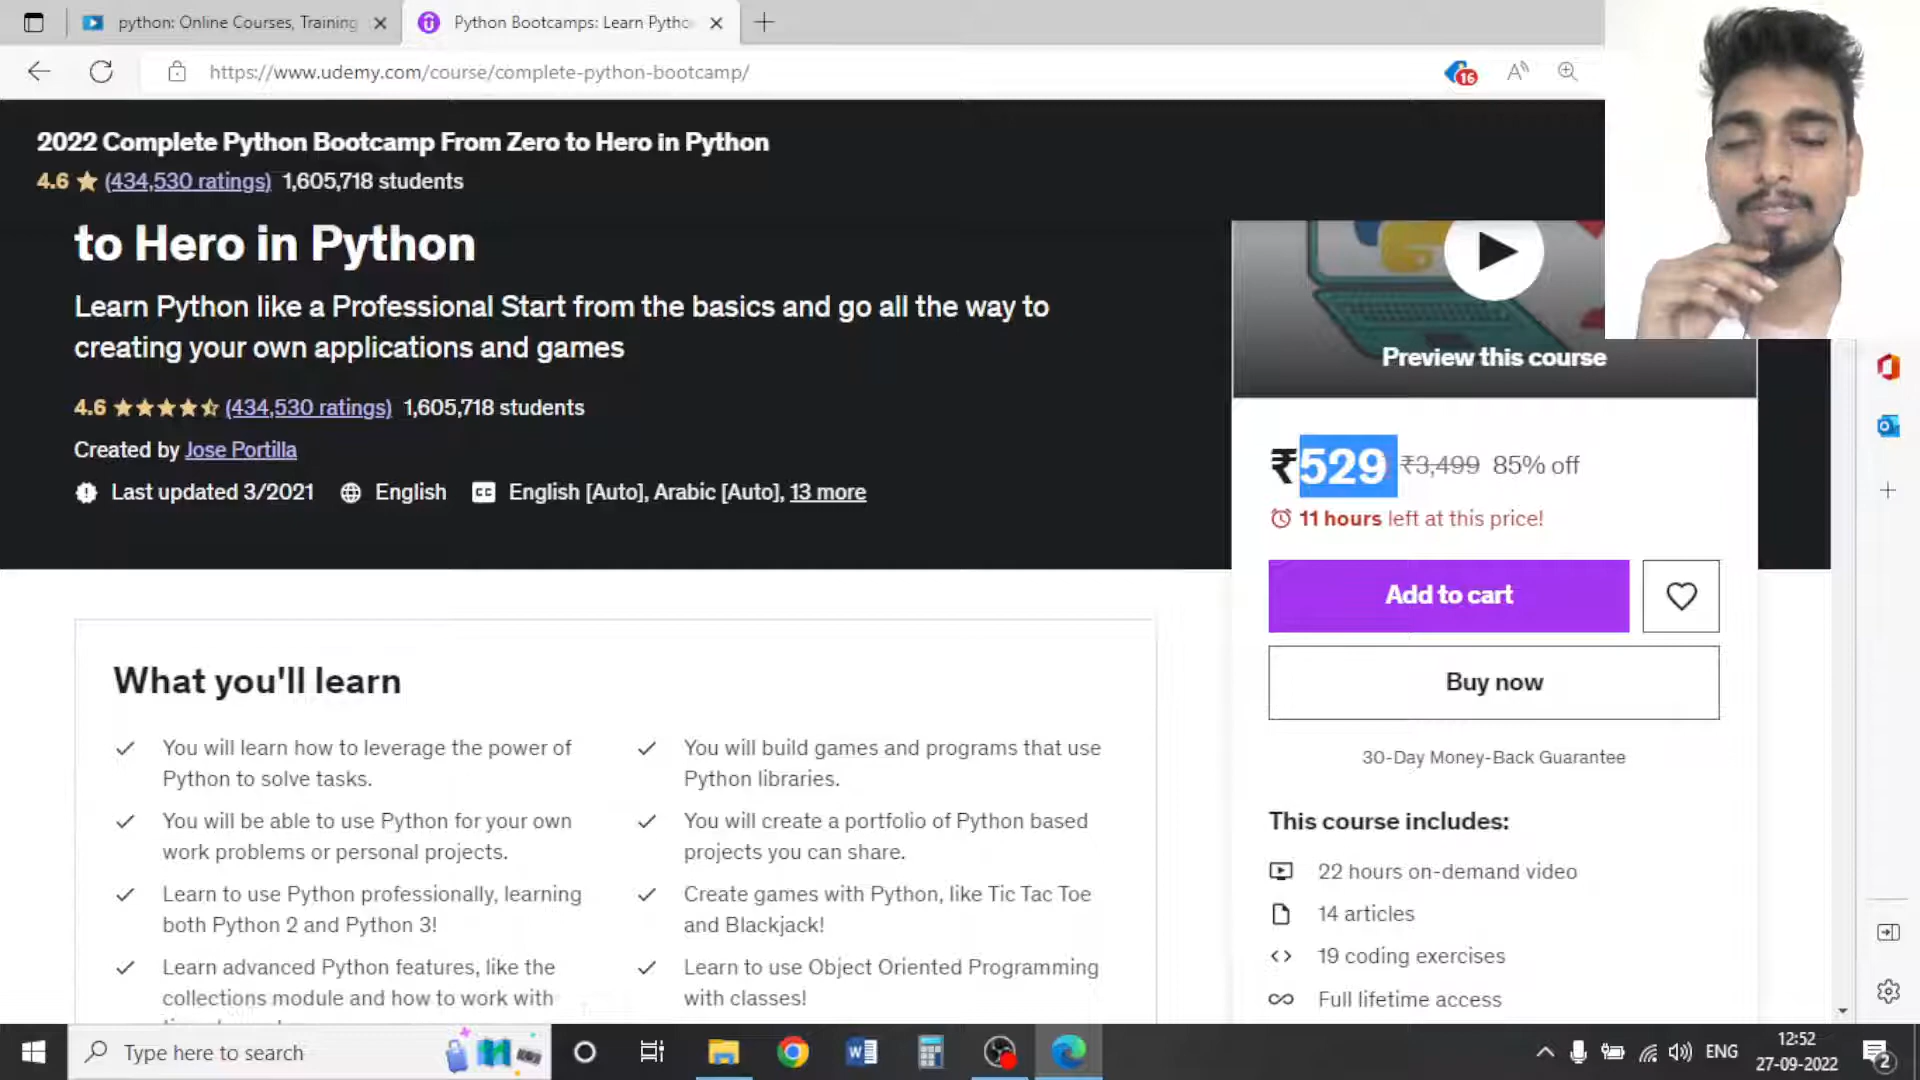 python: Online Courses, Training
Python Bootcamps: Learn Pytho
https://www.udemy.com/course/complete-python-bootcamp/
16
2022 Complete Python Bootcamp From Zero to Hero in Python
4.6 (434,530 ratings) 1,605,718 students
to Hero in Python
Learn Python like a Professional Start from the basics and go all the way to
creating your own applications and games
4.6 (434,530 ratings) 1,605,718 students
Created by Jose Portilla
Last updated 3/2021 English CC English [Auto], Arabic [Auto], 13 more
Preview this course
₹529 ₹3,499 85% off
11 hours left at this price!
Add to cart
Buy now
30-Day Money-Back Guarantee
This course includes:
22 hours on-demand video
14 articles
19 coding exercises
Full lifetime access
What you'll learn
You will learn how to leverage the power of
Python to solve tasks.
You will be able to use Python for your own
work problems or personal projects.
Learn to use Python professionally, learning
both Python 2 and Python 3!
Learn advanced Python features, like the
collections module and how to work with
You will build games and programs that use
Python libraries.
You will create a portfolio of Python based
projects you can share.
Create games with Python, like Tic Tac Toe
and Blackjack!
Learn to use Object Oriented Programming
with classes!
Type here to search
ENG
12:52
27-09-2022
2